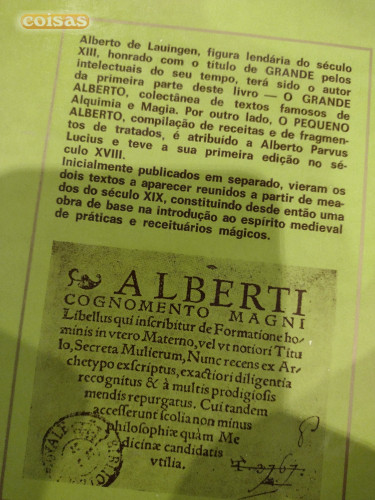 coisas
Alberto de Lauingen, figura lendária do século
XIII, honrado com o título de GRANDE pelos
intelectuais do seu tempo, terá sido o autor
da primeira parte deste livro — O GRANDE
ALBERTO, colectânea de textos famosos de
Alquimia e Magia. Por outro lado, O PEQUENO
ALBERTO, compilação de receitas e de fragmen-
tos de tratados, é atribuído a Alberto Parvus
Lucius e teve a sua primeira edição no sé-
culo XVIII.
Inicialmente publicados em separado, vieram os
dois textos a aparecer reunidos a partir de mea-
dos do século XIX, constituindo desde então uma
obra de base na introdução ao espírito medieval
de práticas e receituários mágicos.
ALBERTI
COGNOMENTO MAGNI
Libellus qui inscribitur de Formatione ho-
minis in vtero Materno, vel vt notiori Titu
lo, Secreta Mulierum, Nunc recens ex Ar-
chetypo exscriptus, exactiori diligentia
recognitus & à multis prodigiosis
mendis repurgatus. Cui tandem
accesserunt scolia non minus
philosophiæ quàm Me
dicinæ candidatis
vtilia.